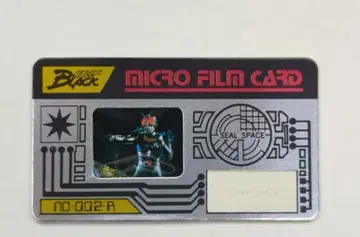 BLACK
MICRO FILM CARD
SEAL SPACE
NO-002-A